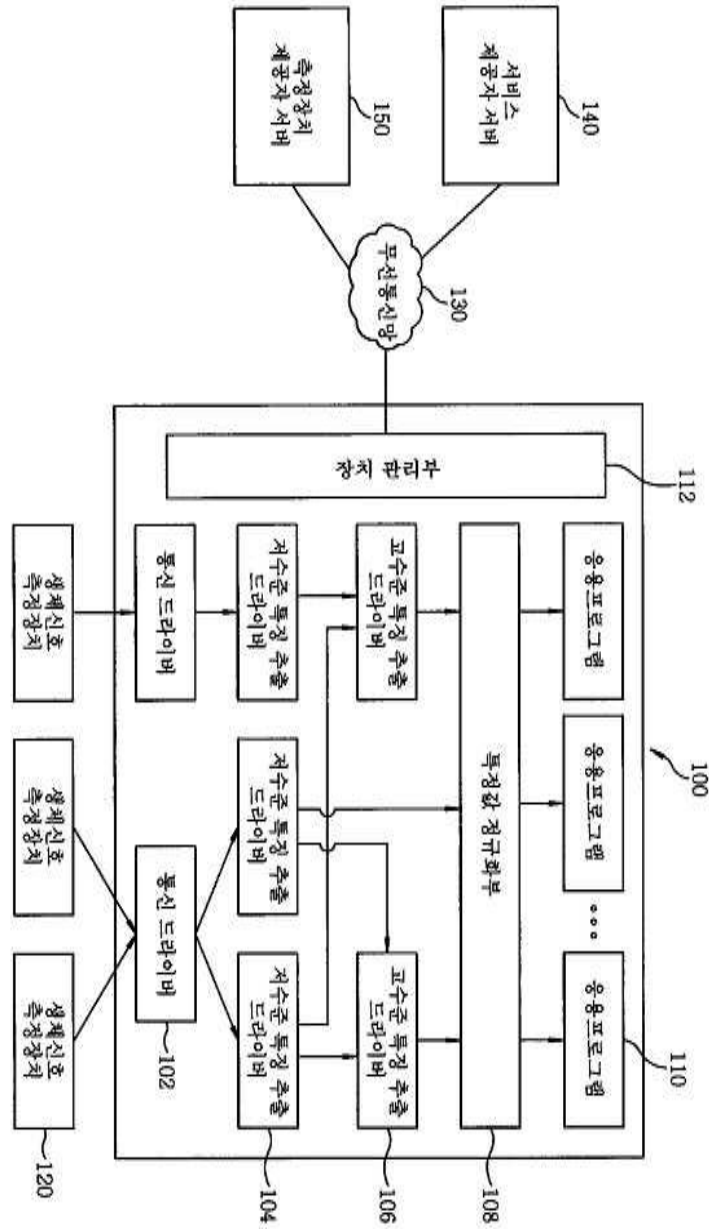 100
112
응용프로그램
응용프로그램
응용프로그램
110
서비스
제공자 서버
140
특징값 정규화부
108
무선통신망
130
장치 관리부
고수준 특징 추출
드라이버
고수준 특징 추출
드라이버
106
측정장치
제공자 서버
150
저수준 특징 추출
드라이버
저수준 특징 추출
드라이버
저수준 특징 추출
드라이버
104
통신 드라이버
통신 드라이버
102
생체신호
측정장치
생체신호
측정장치
생체신호
측정장치
120